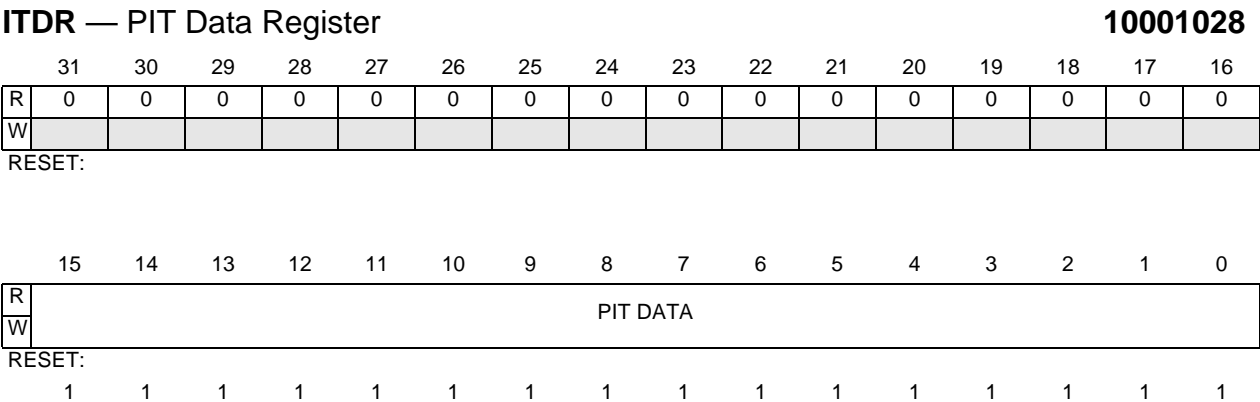 ITDR — PIT Data Register 10001028
31 30 29 28 27 26 25 24 23 22 21 20 19 18 17 16
R 0 0 0 0 0 0 0 0 0 0 0 0 0 0 0 0
W
RESET:
15 14 13 12 11 10 9 8 7 6 5 4 3 2 1 0
R
PIT DATA
W
RESET:
1 1 1 1 1 1 1 1 1 1 1 1 1 1 1 1